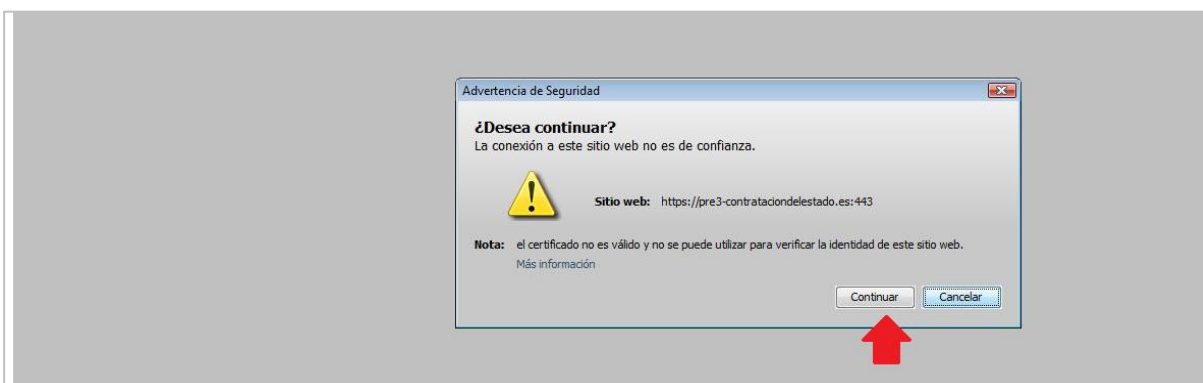 Advertencia de Seguridad
¿Desea continuar?
La conexión a este sitio web no es de confianza.
Sitio web: https://pre3-contrataciondelestado.es:443
Nota: el certificado no es válido y no se puede utilizar para verificar la identidad de este sitio web.
Más información
Continuar Cancelar